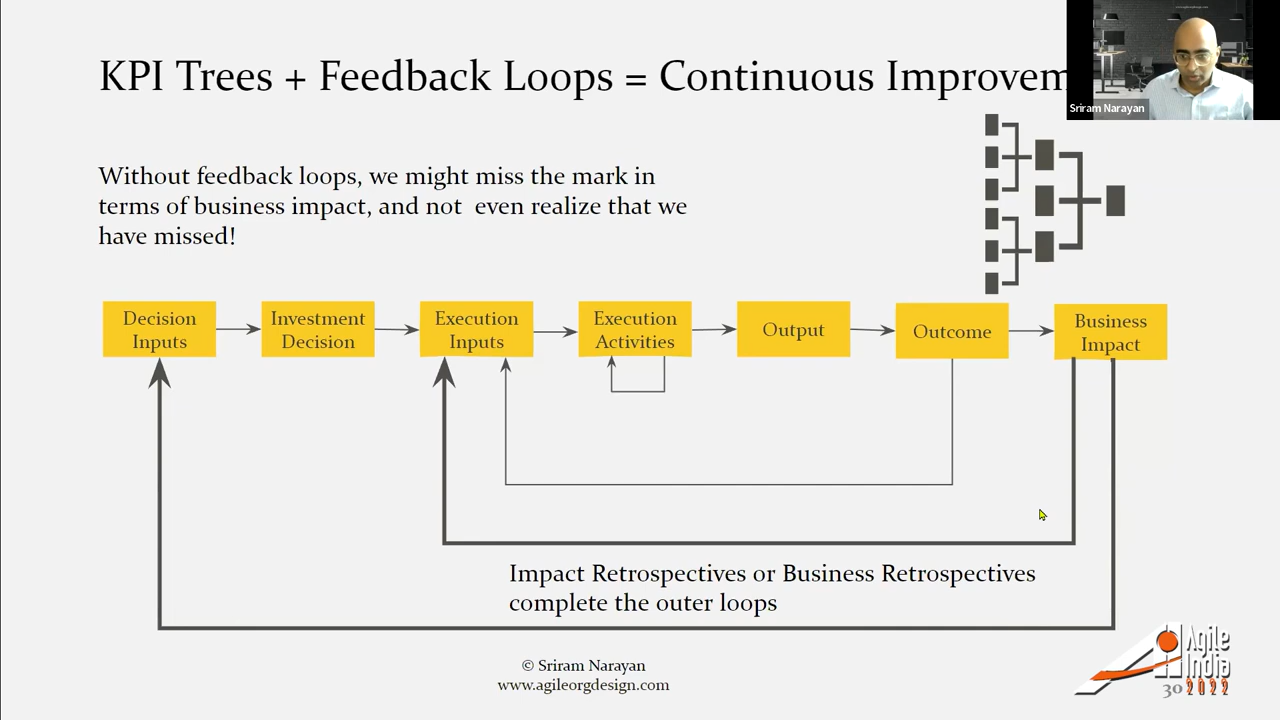 KPI Trees + Feedback Loops = Continuous Improvem
Sriram Narayan
Without feedback loops, we might miss the mark in
terms of business impact, and not even realize that we
have missed!
Decision
Inputs
Investment
Decision
Execution
Inputs
Execution
Activities
Output
Outcome
Business
Impact
Impact Retrospectives or Business Retrospectives
complete the outer loops
© Sriram Narayan
www.agileorgdesign.com
Agile
India
30 2022